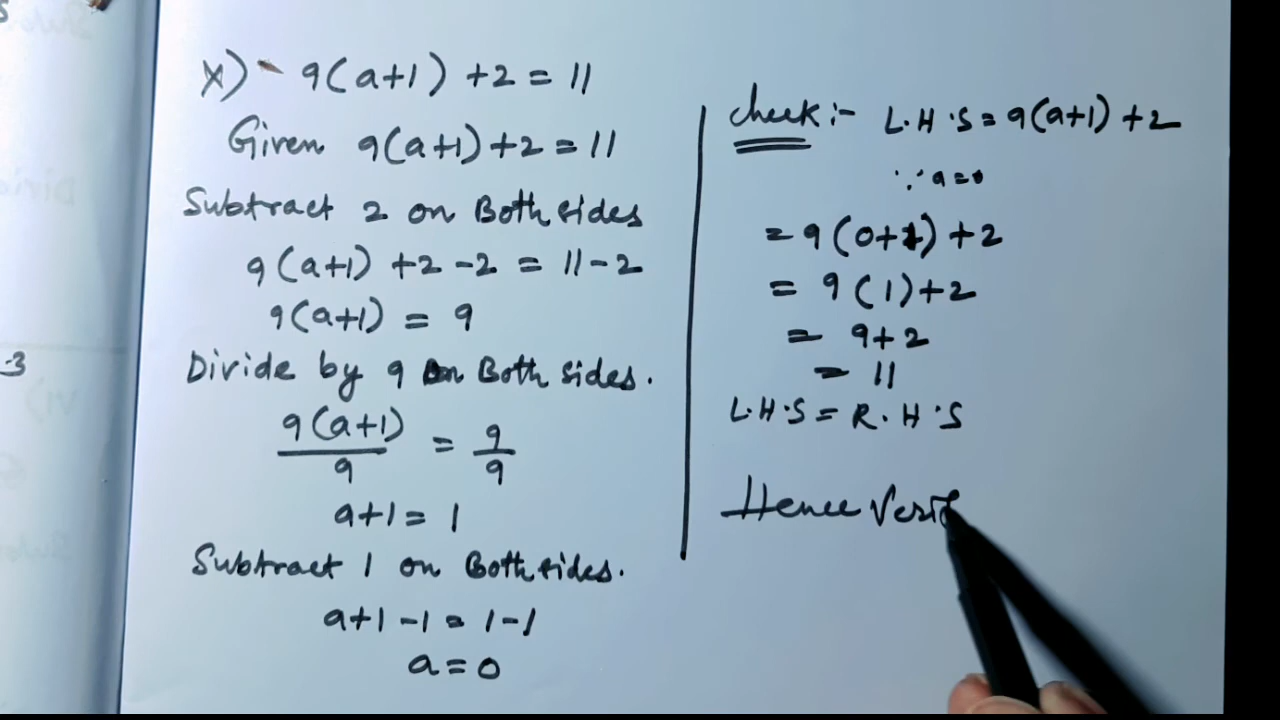 x) 9(a+1) +2 = 11
Given 9(a+1)+2 = 11
Subtract 2 on Both sides
9(a+1) +2 -2 = 11-2
9(a+1) = 9
Divide by 9 on Both sides.
9(a+1)/9 = 9/9
a+1 = 1
Subtract 1 on Both sides.
a+1 -1 = 1-1
a = 0
Check :- L.H.S = 9(a+1) +2
∵ a=0
= 9(0+1) +2
= 9(1)+2
= 9+2
= 11
L.H.S = R.H.S
Hence
-3
vi)